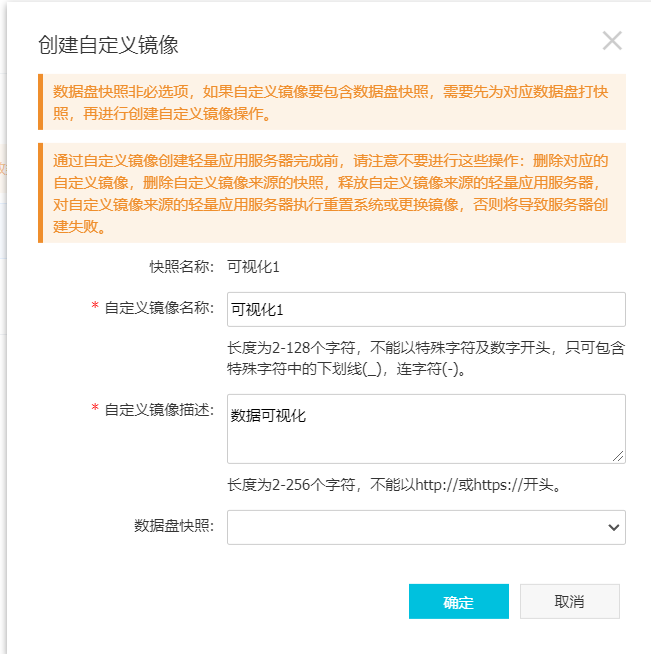 创建自定义镜像
数据盘快照非必选项，如果自定义镜像要包含数据盘快照，需要先为对应数据盘打快
照，再进行创建自定义镜像操作。
通过自定义镜像创建轻量应用服务器完成前，请注意不要进行这些操作：删除对应的
自定义镜像，删除自定义镜像来源的快照，释放自定义镜像来源的轻量应用服务器，
对自定义镜像来源的轻量应用服务器执行重置系统或更换镜像，否则将导致服务器创
建失败。
快照名称： 可视化1
* 自定义镜像名称： 可视化1
长度为2-128个字符，不能以特殊字符及数字开头，只可包含
特殊字符中的下划线(_)，连字符(-)。
* 自定义镜像描述： 数据可视化
长度为2-256个字符，不能以http://或https://开头。
数据盘快照：
确定 取消